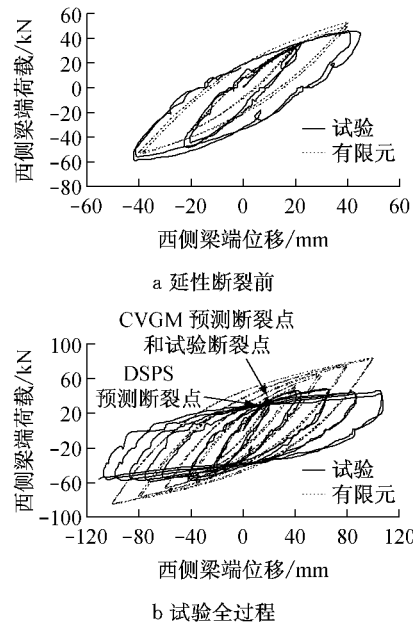 西侧梁端荷载/kN
60
40
20
0
-20
-40
-60
-80
-60 -40 -20 0 20 40 60
试验
有限元
西侧梁端位移/mm
a 延性断裂前
CVGM 预测断裂点
和试验断裂点
DSPS
预测断裂点
西侧梁端荷载/kN
100
60
20
-20
-60
-100
-120 -80 -40 0 40 80 120
试验
有限元
西侧梁端位移/mm
b 试验全过程